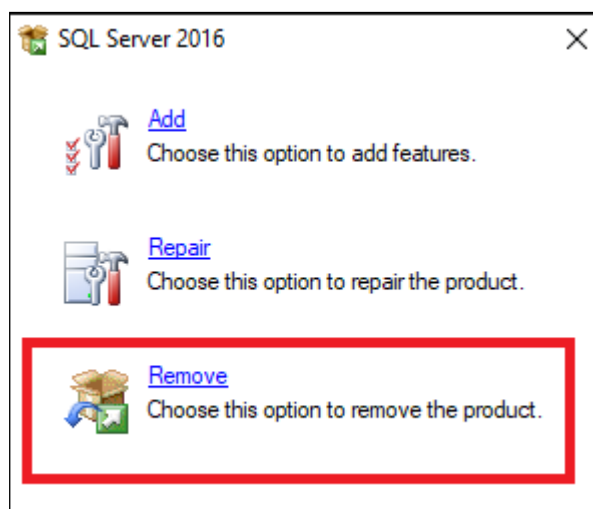 SQL Server 2016
Add
Choose this option to add features.
Repair
Choose this option to repair the product.
Remove
Choose this option to remove the product.